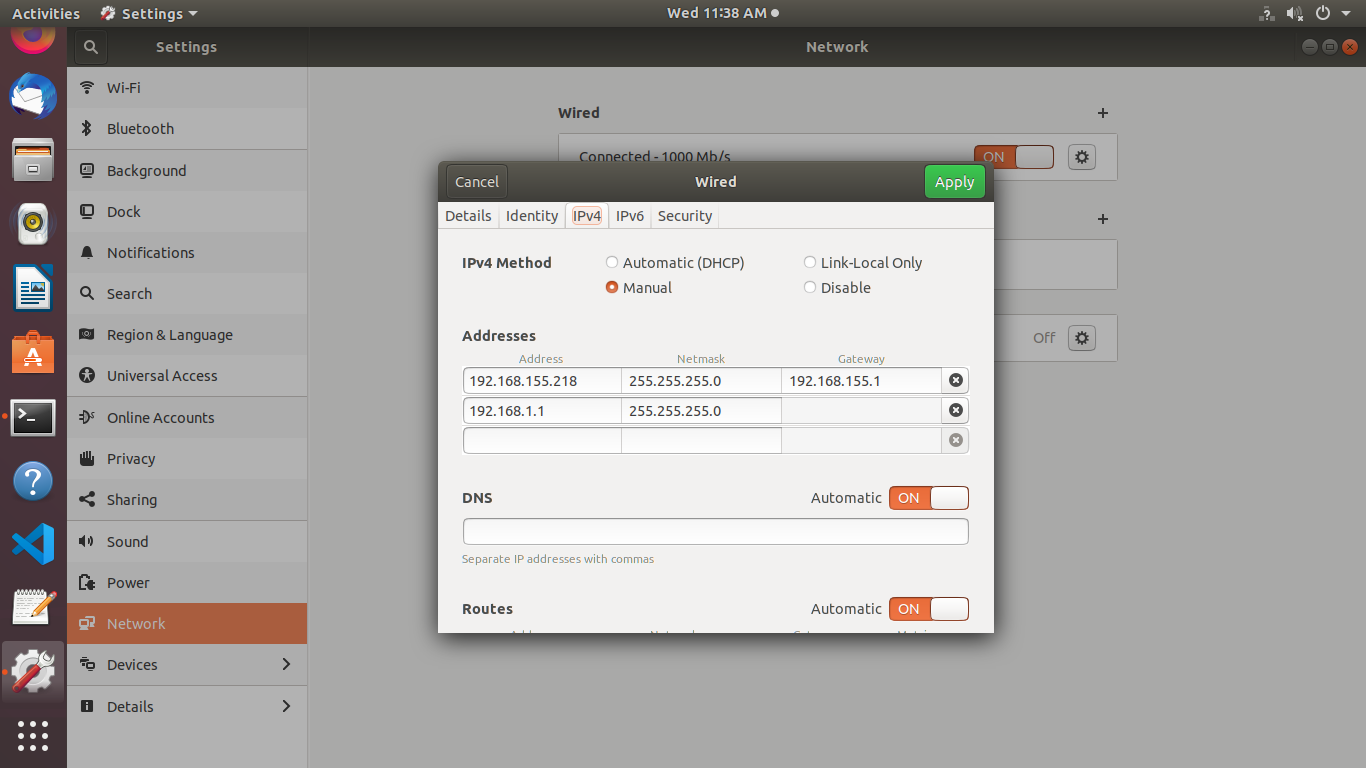 Activities Settings Wed 11:38 AM
Settings Network
Wi-Fi
Bluetooth
Background
Dock
Notifications
Search
Region & Language
Universal Access
Online Accounts
Privacy
Sharing
Sound
Power
Network
Devices
Details
Wired
Connected - 1000 Mb/s ON
Off
Cancel Wired Apply
Details Identity IPv4 IPv6 Security
IPv4 Method Automatic (DHCP) Link-Local Only
Manual Disable
Addresses
Address Netmask Gateway
192.168.155.218 255.255.255.0 192.168.155.1
192.168.1.1 255.255.255.0
DNS Automatic ON
Separate IP addresses with commas
Routes Automatic ON